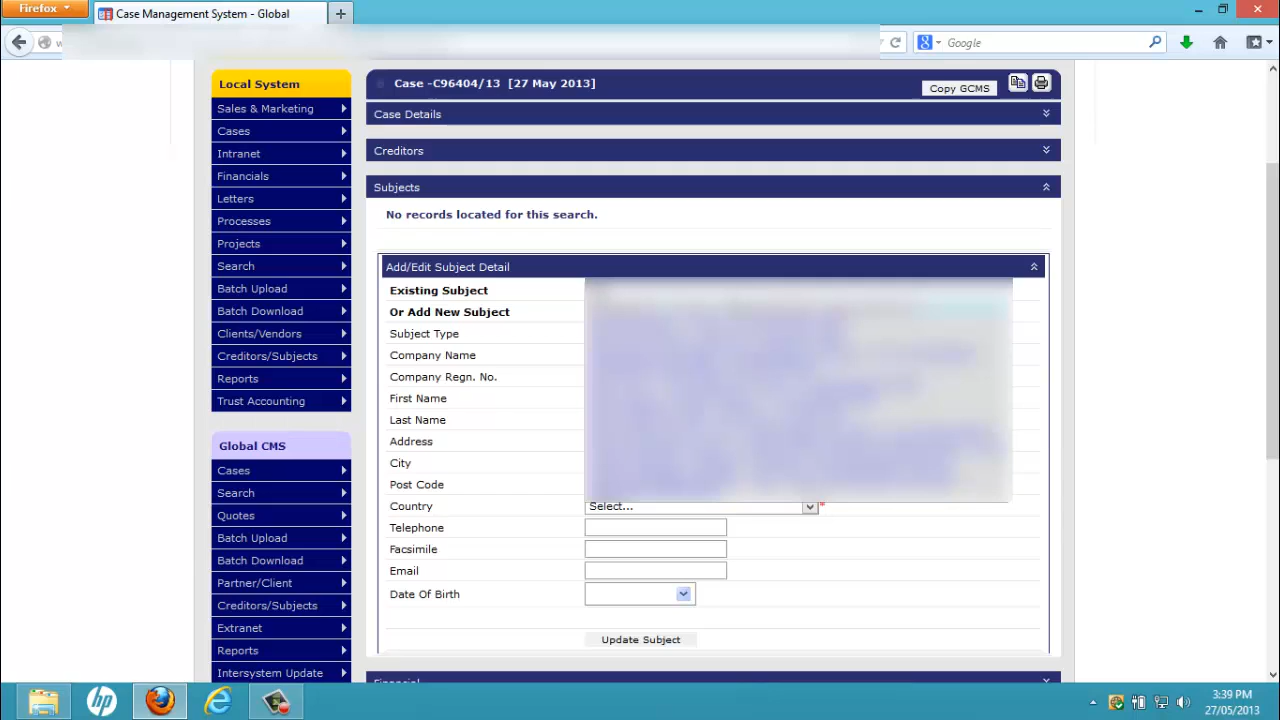 Firefox
Case Management System - Global
Google
Local System
Sales & Marketing
Cases
Intranet
Financials
Letters
Processes
Projects
Search
Batch Upload
Batch Download
Clients/Vendors
Creditors/Subjects
Reports
Trust Accounting
Global CMS
Cases
Search
Quotes
Batch Upload
Batch Download
Partner/Client
Creditors/Subjects
Extranet
Reports
Intersystem Update
Case -C96404/13 [27 May 2013]
Copy GCMS
Case Details
Creditors
Subjects
No records located for this search.
Add/Edit Subject Detail
Existing Subject
Or Add New Subject
Subject Type
Company Name
Company Regn. No.
First Name
Last Name
Address
City
Post Code
Country Select... *
Telephone
Facsimile
Email
Date Of Birth
Update Subject
Financial
3:39 PM
27/05/2013